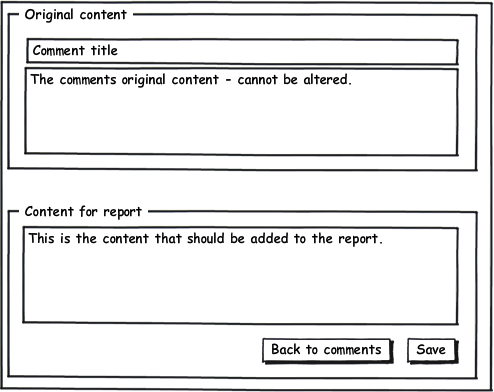 Original content
Comment title
The comments original content - cannot be altered.
Content for report
This is the content that should be added to the report.
Back to comments
Save